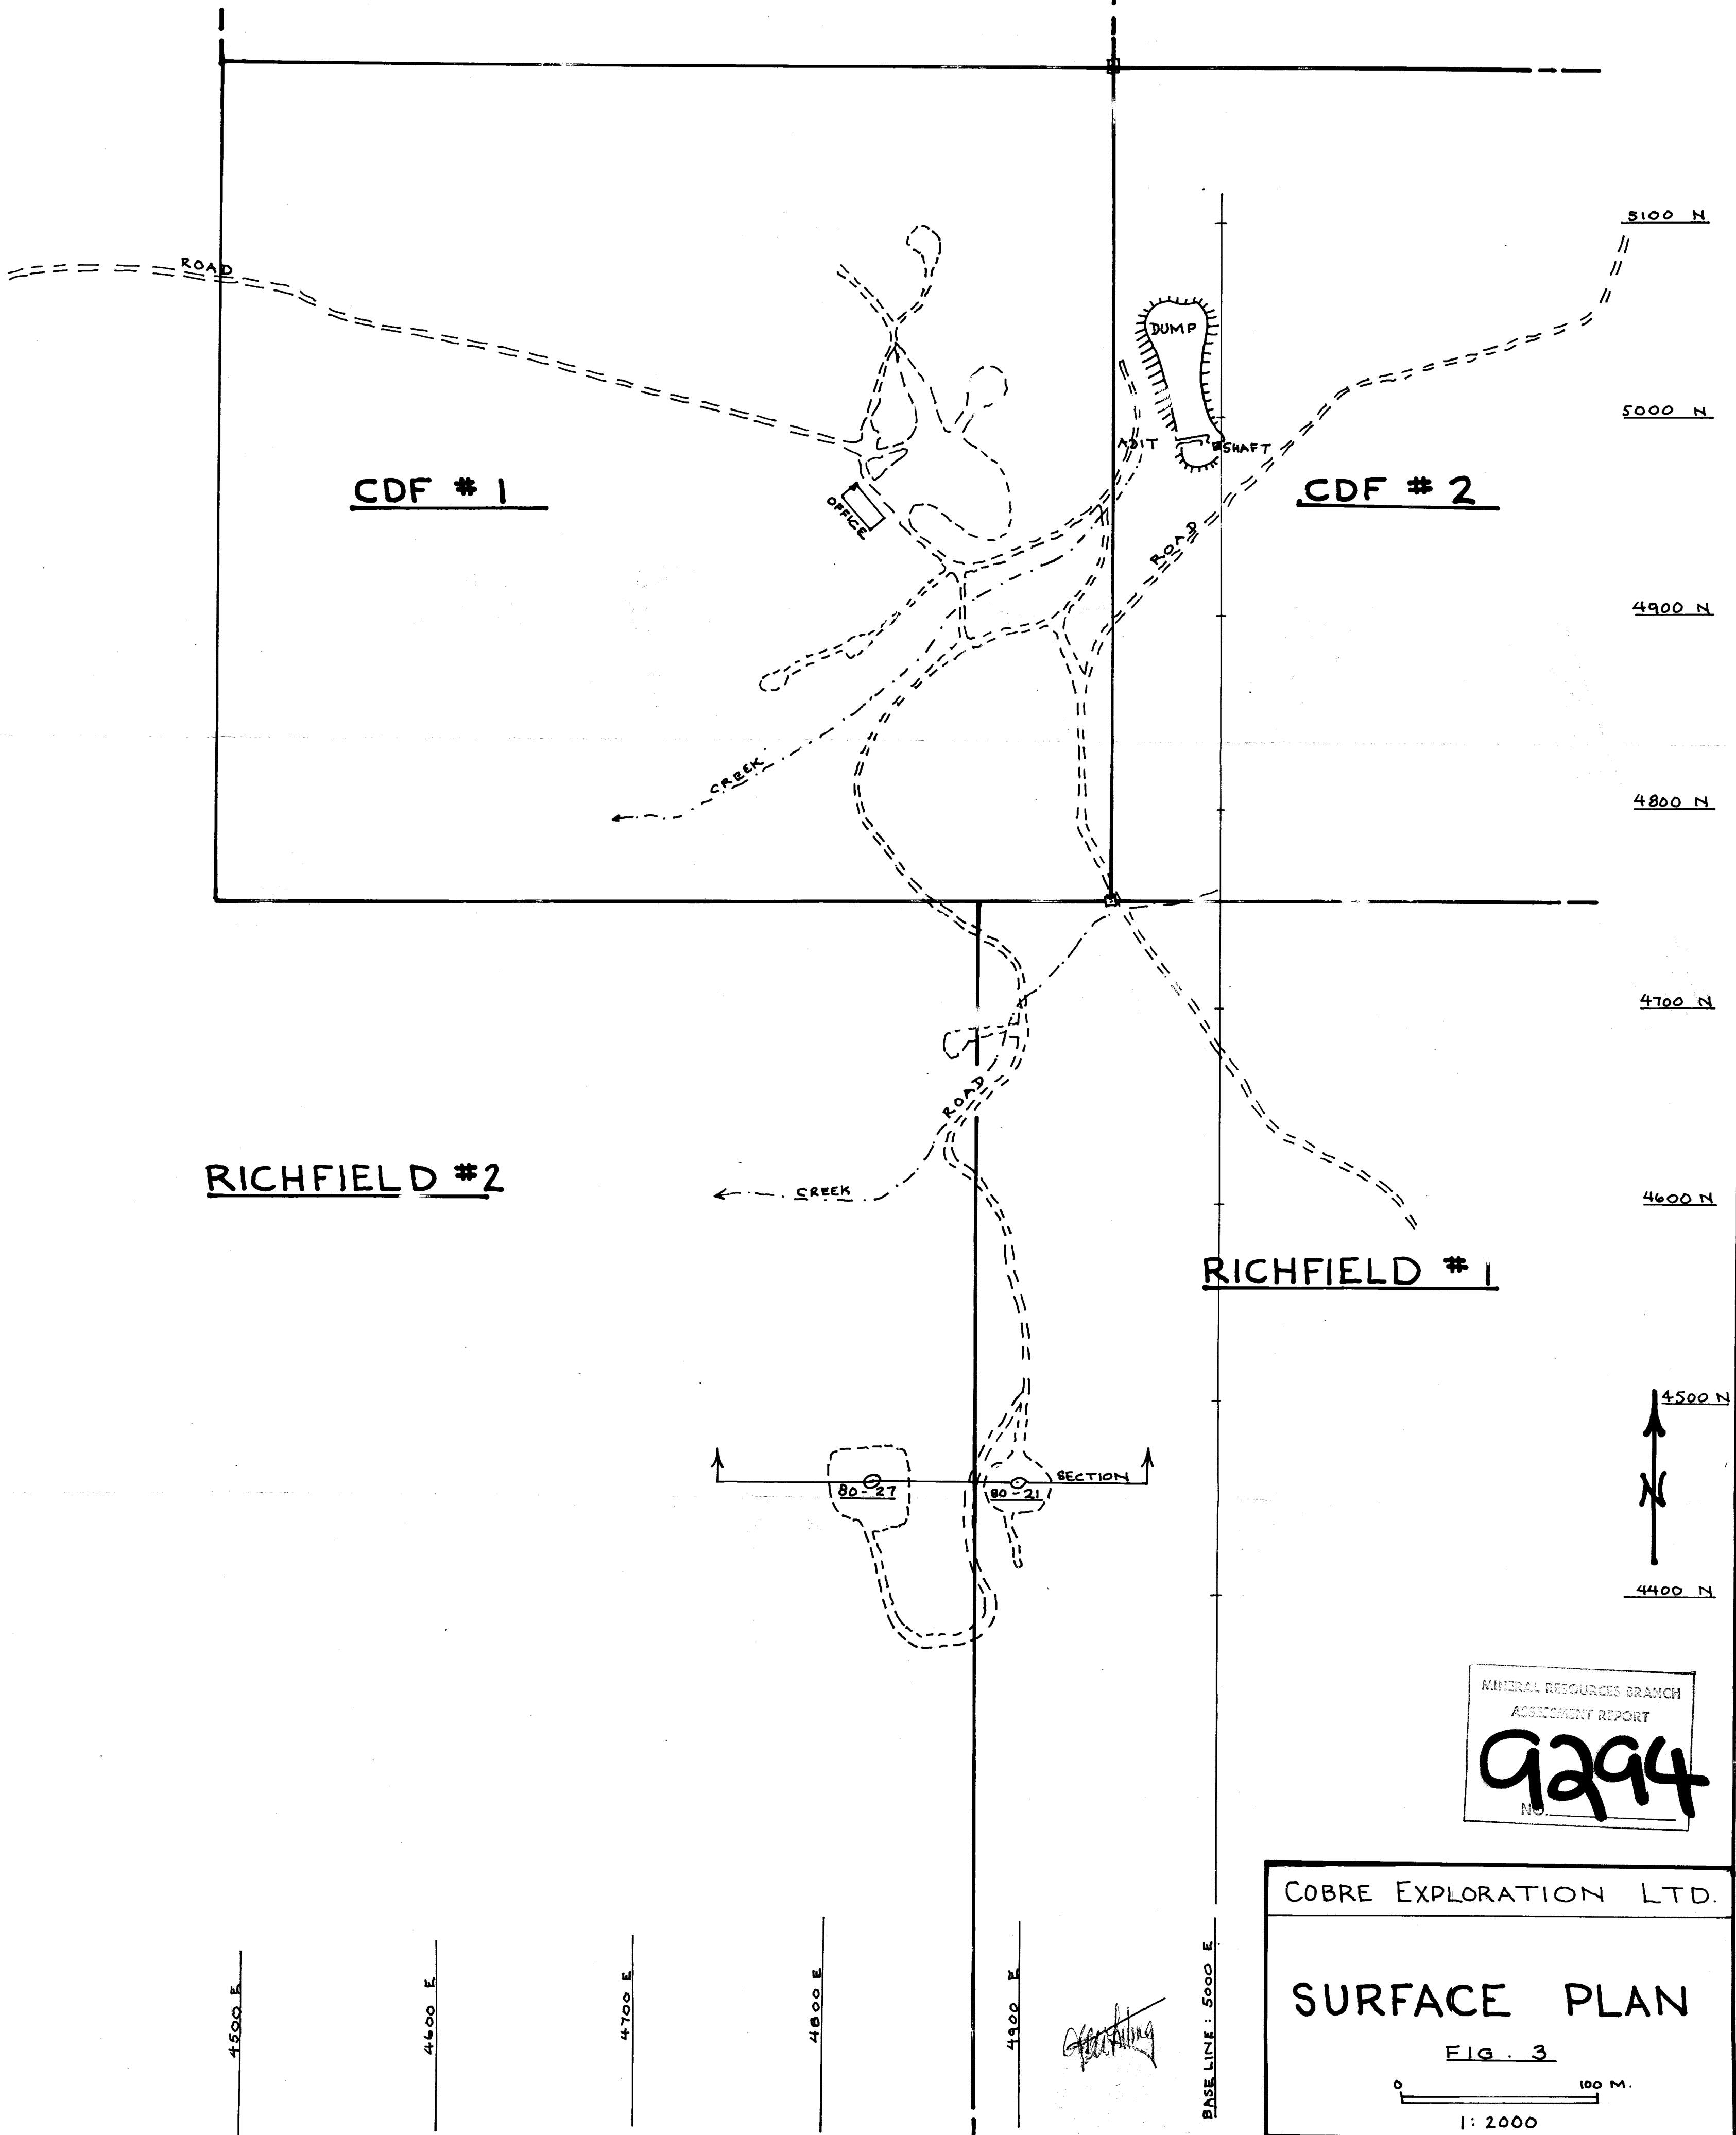 5100 N
ROAD
DUMP
5000 N
ADIT
SHAFT
CDF # 1
CDF # 2
OFFICE
ROAD
4900 N
CREEK
4800 N
4700 N
ROAD
RICHFIELD #2
CREEK
4600 N
RICHFIELD # 1
4500 N
SECTION
80-27
80-21
N
4400 N
MINERAL RESOURCES BRANCH
ASSESSMENT REPORT
9294
NO.
COBRE EXPLORATION LTD.
SURFACE PLAN
FIG. 3
0 100 M.
1:2000
4500 E
4600 E
4700 E
4800 E
4900 E
BASE LINE : 5000 E